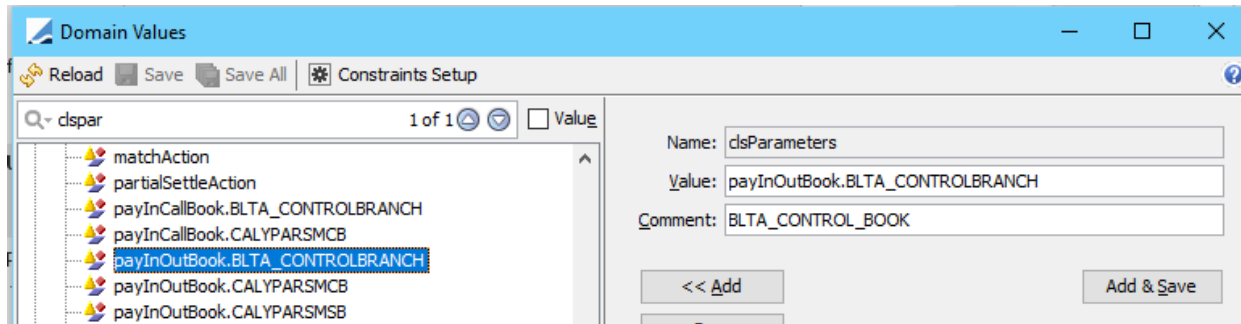 Domain Values
Reload Save Save All Constraints Setup
clspar 1 of 1 Value
matchAction
partialSettleAction
payInCallBook.BLTA_CONTROLBRANCH
payInCallBook.CALYPARSMCB
payInOutBook.BLTA_CONTROLBRANCH
payInOutBook.CALYPARSMCB
payInOutBook.CALYPARSMSB
Name: clsParameters
Value: payInOutBook.BLTA_CONTROLBRANCH
Comment: BLTA_CONTROL_BOOK
<< Add Add & Save